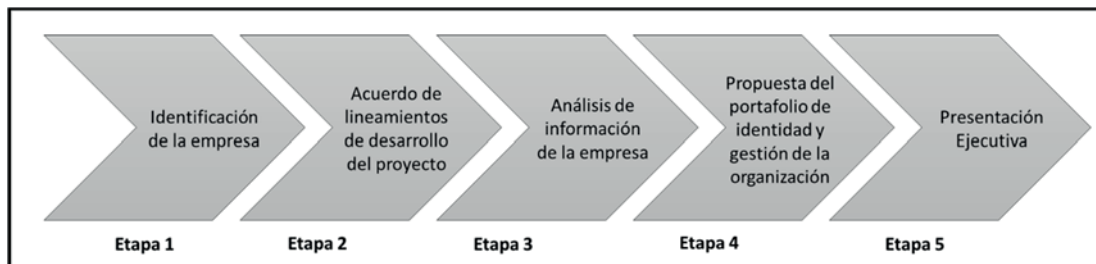 Identificación
de la empresa
Acuerdo de
lineamientos
de desarrollo
del proyecto
Análisis de
información
de la empresa
Propuesta del
portafolio de
identidad y
gestión de la
organización
Presentación
Ejecutiva
Etapa 1
Etapa 2
Etapa 3
Etapa 4
Etapa 5